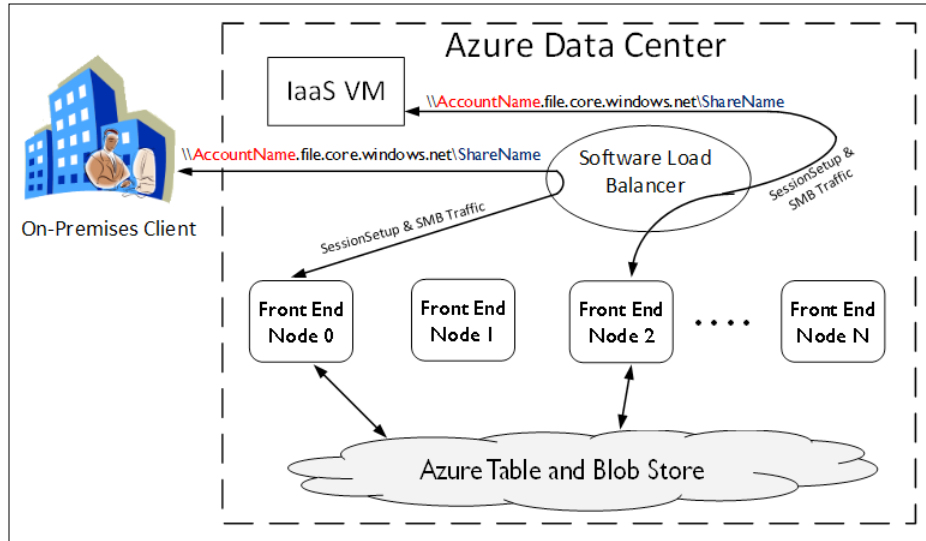 Azure Data Center
IaaS VM
\\AccountName.file.core.windows.net\ShareName
\\AccountName.file.core.windows.net\ShareName
Software Load
Balancer
SessionSetup &
SMB Traffic
On-Premises Client
SessionSetup & SMB Traffic
Front End
Node 0
Front End
Node 1
Front End
Node 2
Front End
Node N
Azure Table and Blob Store